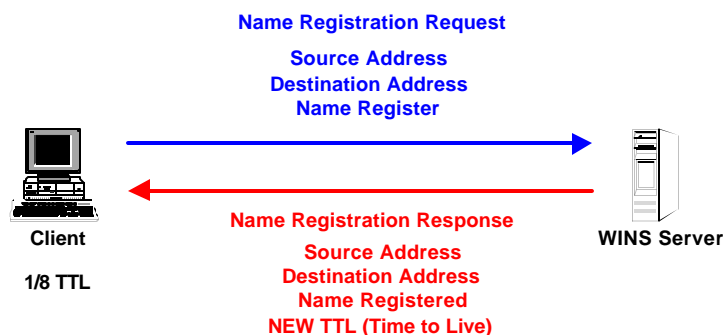 Name Registration Request
Source Address
Destination Address
Name Register
Client
1/8 TTL
WINS Server
Name Registration Response
Source Address
Destination Address
Name Registered
NEW TTL (Time to Live)